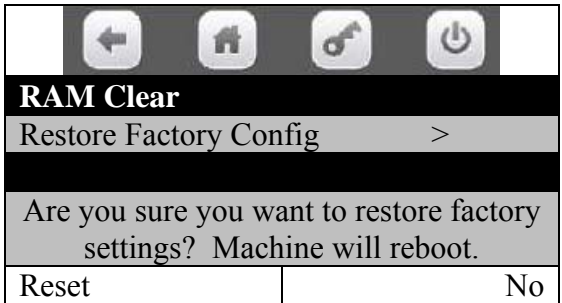 RAM Clear
Restore Factory Config >
Are you sure you want to restore factory
settings? Machine will reboot.
Reset No